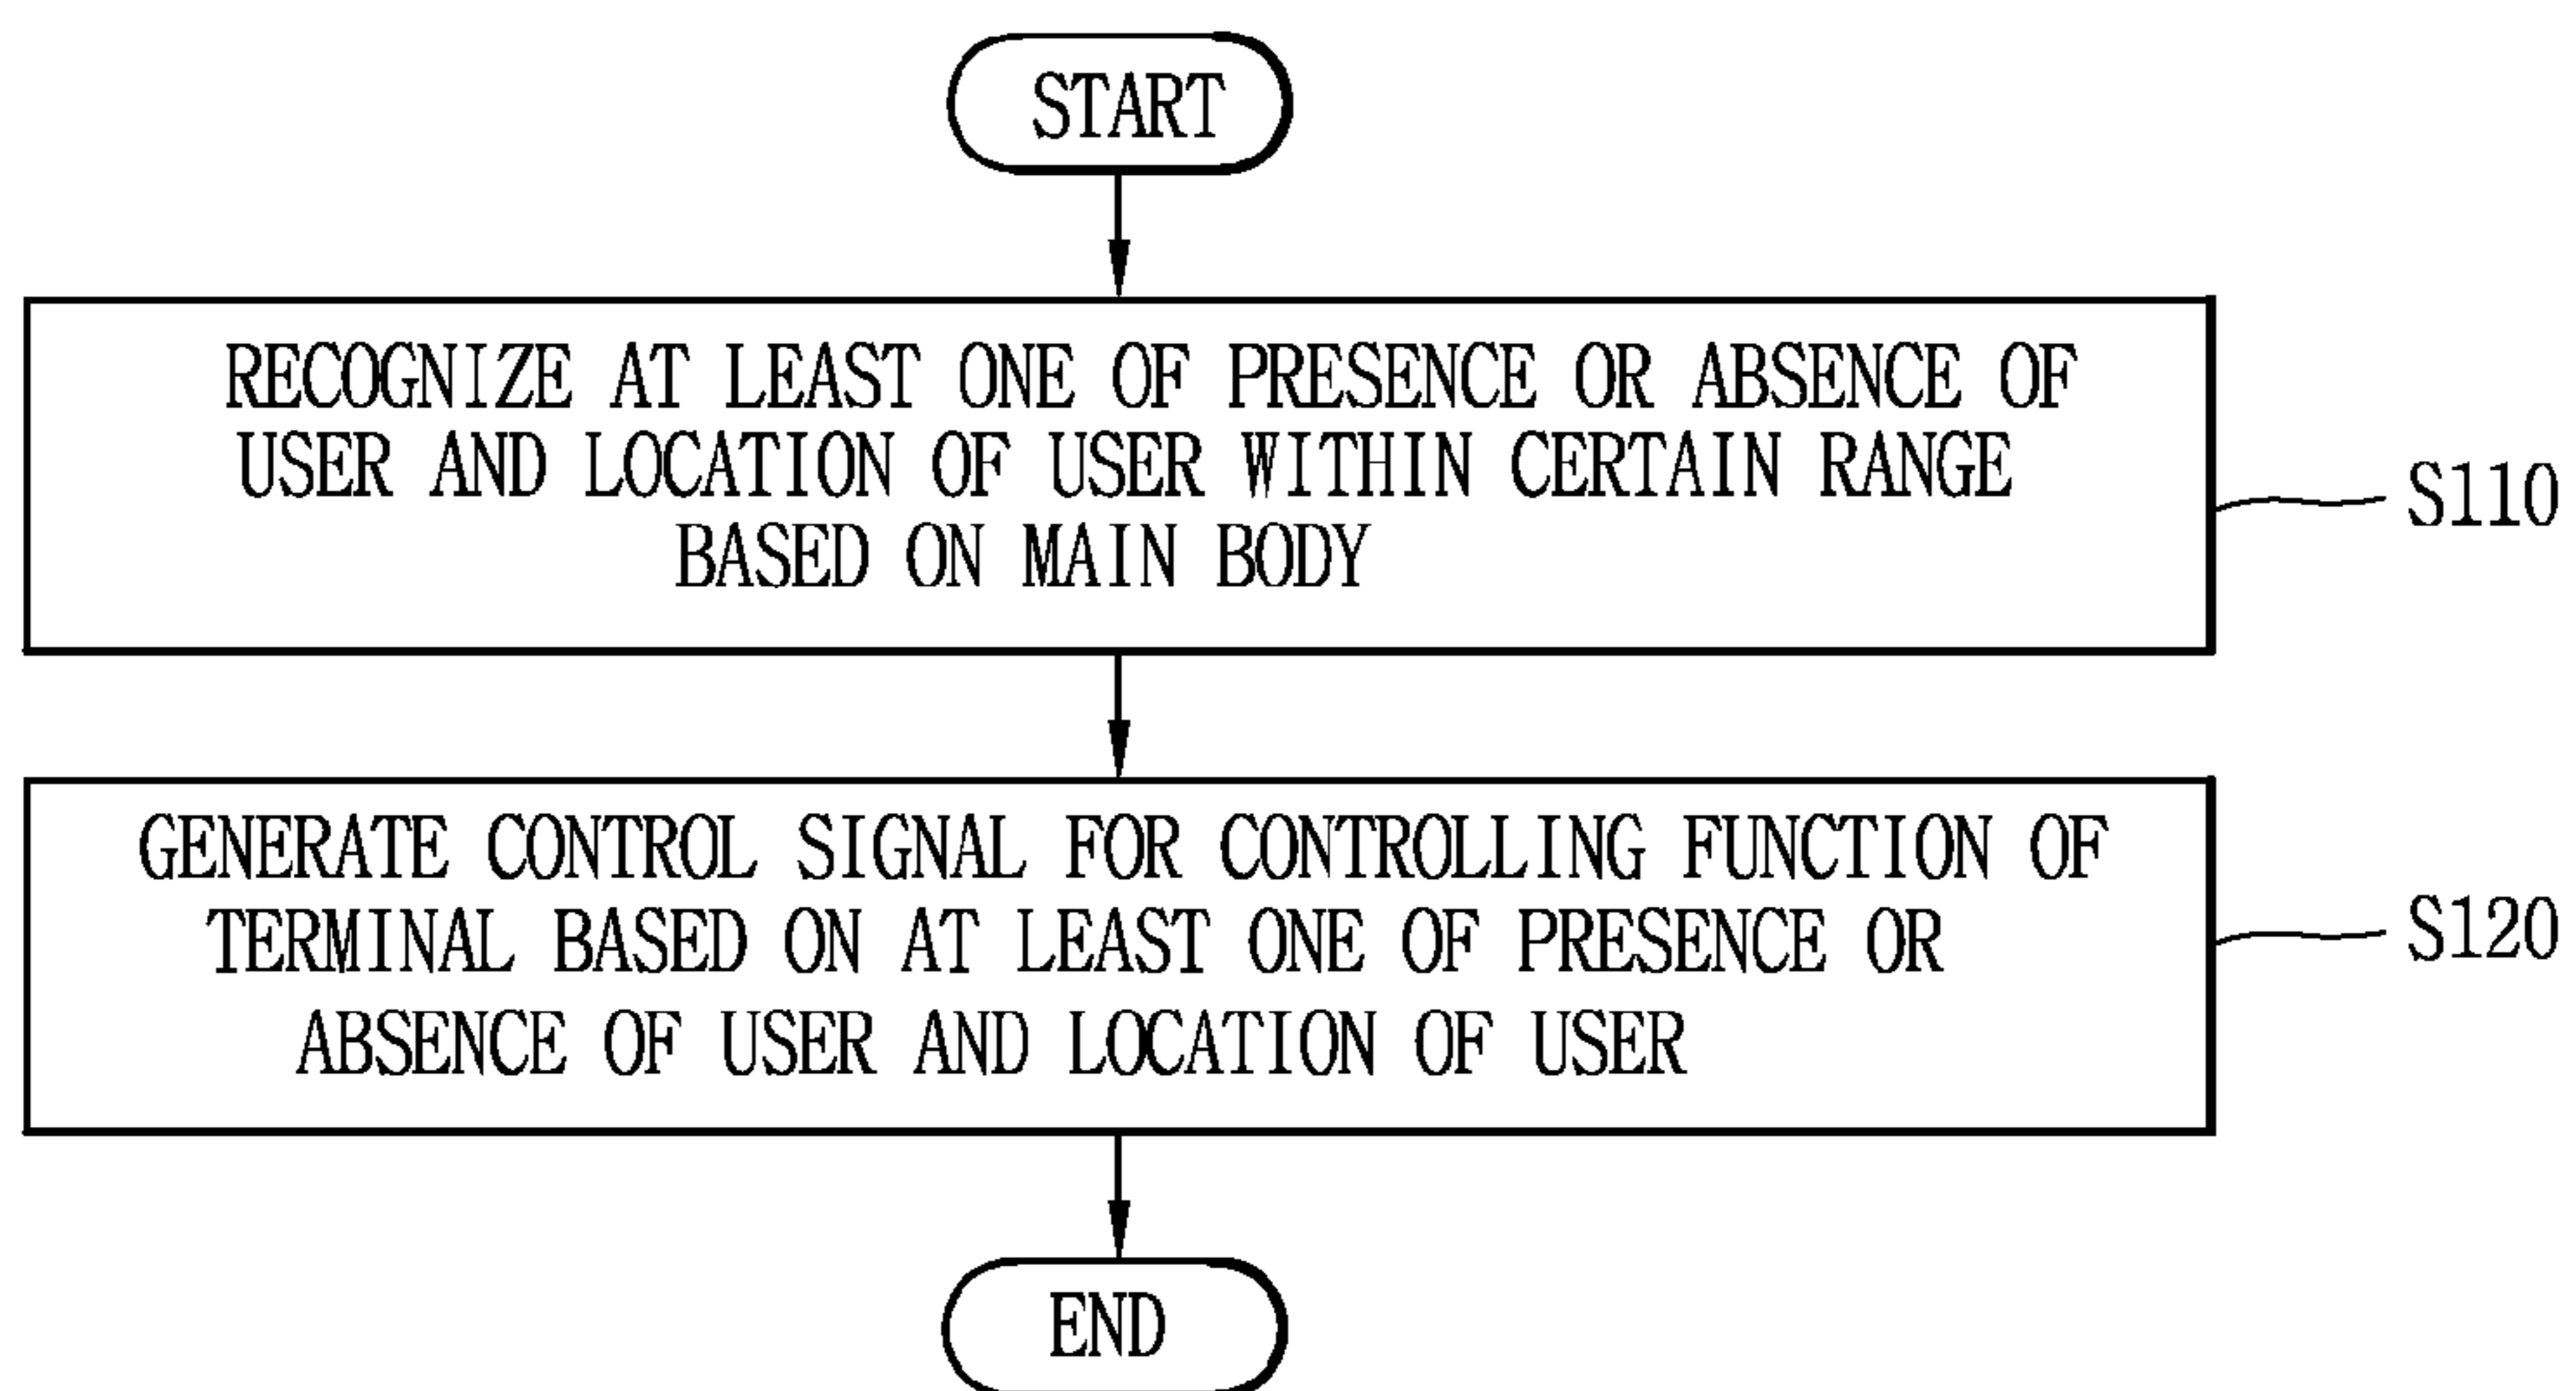 START
RECOGNIZE AT LEAST ONE OF PRESENCE OR ABSENCE OF
USER AND LOCATION OF USER WITHIN CERTAIN RANGE
BASED ON MAIN BODY
S110
GENERATE CONTROL SIGNAL FOR CONTROLLING FUNCTION OF
TERMINAL BASED ON AT LEAST ONE OF PRESENCE OR
ABSENCE OF USER AND LOCATION OF USER
S120
END